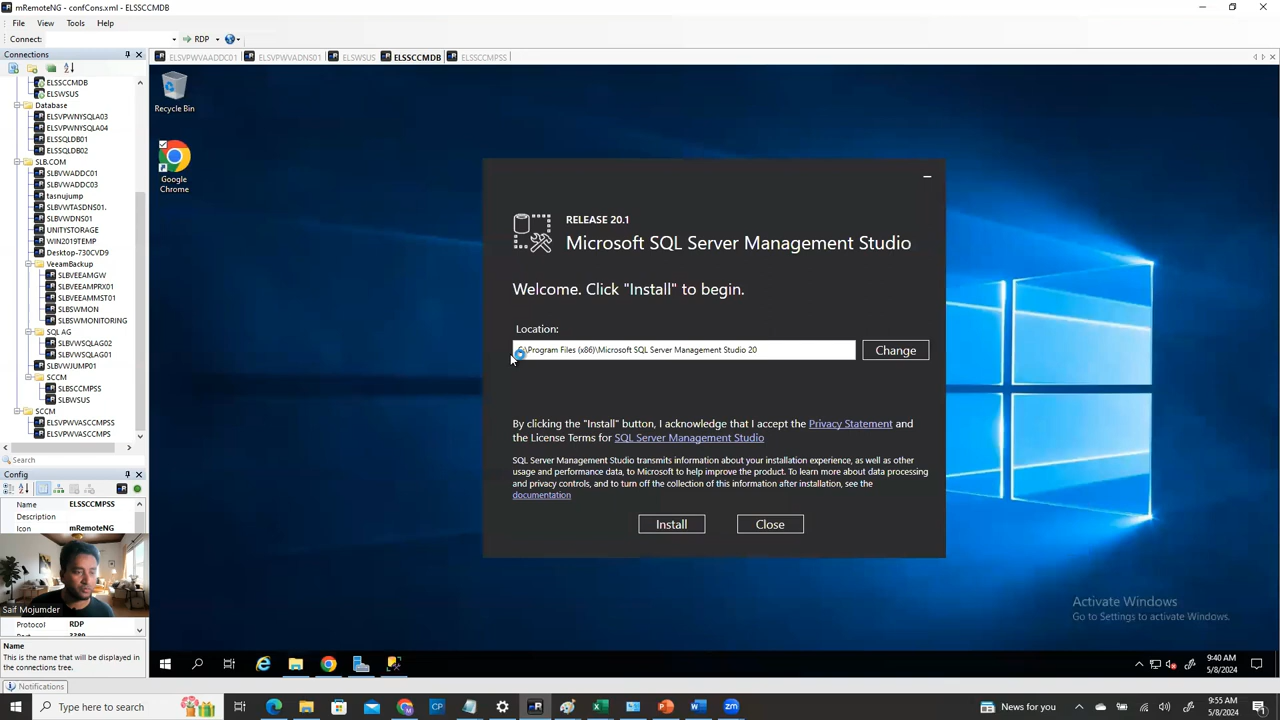 mRemoteNG - confCons.xml - ELSSCCMDB
File View Tools Help
Connect: RDP
Connections
ELSVPWVAADDC01 ELSVPWVADNS01 ELSWSUS ELSSCCMDB ELSSCCMPSS
ELSSCCMDB
ELSWSUS
Database
ELSVPWNYSQLA03
ELSVPWNYSQLA04
ELSSQLDB01
ELSSQLDB02
SLB.COM
SLBVWADDC01
SLBVWADDC03
tasnujump
SLBVWTASDNS01.
SLBVWDNS01
UNITYSTORAGE
WIN2019TEMP
Desktop-730CVD9
VeeamBackup
SLBVEEAMGW
SLBVEEAMPRX01
SLBVEEAMMST01
SLBSWMON
SLBSWMONITORING
SQL AG
SLBVWSQLAG02
SLBVWSQLAG01
SLBVWJUMP01
SCCM
SLBSCCMPSS
SLBWSUS
SCCM
ELSVPWVASCCMPSS
ELSVPWVASCCMPS
Search
Config
Name ELSSCCMPSS
Description
Icon mRemoteNG
Saif Mojumder
Protocol RDP
Name
This is the name that will be displayed in
the connections tree.
Notifications
Recycle Bin
Google
Chrome
RELEASE 20.1
Microsoft SQL Server Management Studio
Welcome. Click "Install" to begin.
Location:
C:\Program Files (x86)\Microsoft SQL Server Management Studio 20
Change
By clicking the "Install" button, I acknowledge that I accept the Privacy Statement and
the License Terms for SQL Server Management Studio
SQL Server Management Studio transmits information about your installation experience, as well as other
usage and performance data, to Microsoft to help improve the product. To learn more about data processing
and privacy controls, and to turn off the collection of this information after installation, see the
documentation
Install Close
Activate Windows
Go to Settings to activate Windows.
9:40 AM
5/8/2024
Type here to search
News for you
9:55 AM
5/8/2024